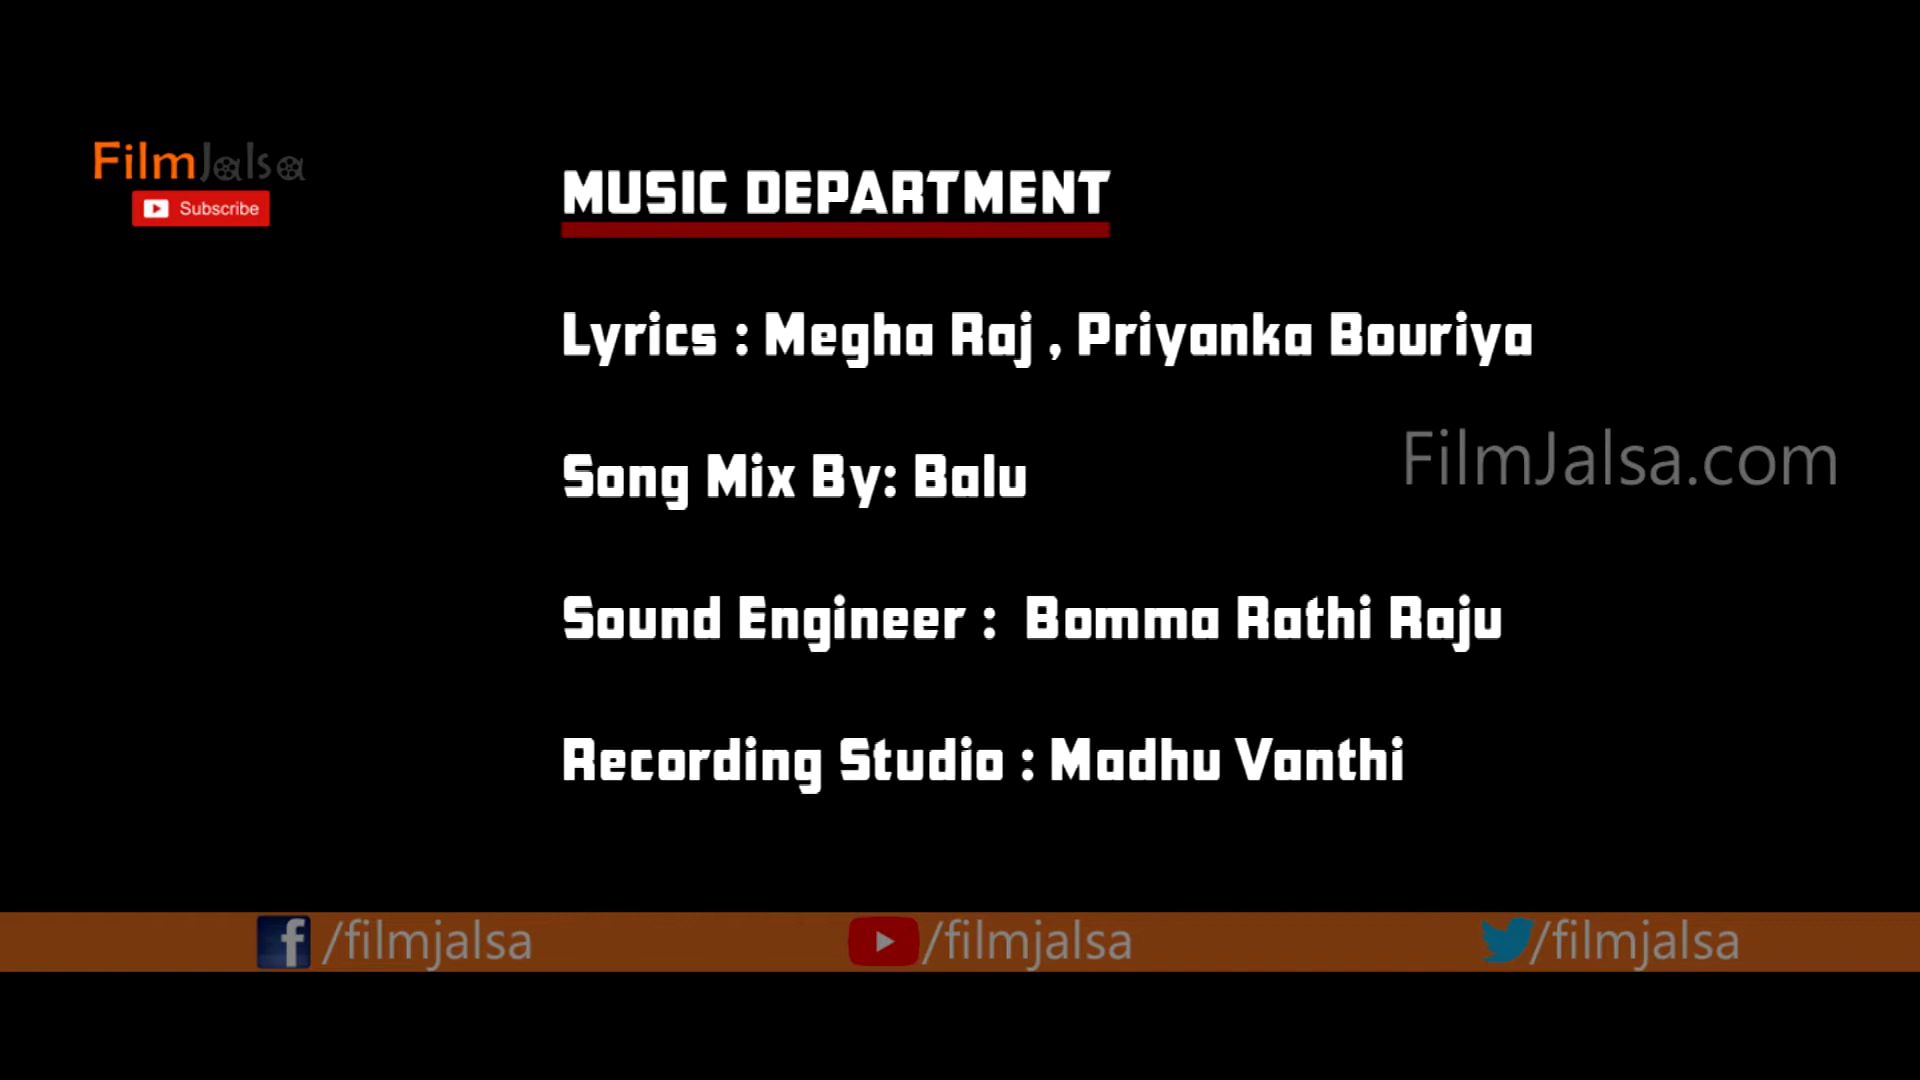 FilmJalsa
Subscribe
MUSIC DEPARTMENT
Lyrics : Megha Raj , Priyanka Bouriya
FilmJalsa.com
Song Mix By: Balu
Sound Engineer :  Bomma Rathi Raju
Recording Studio : Madhu Vanthi
/filmjalsa
/filmjalsa
/filmjalsa